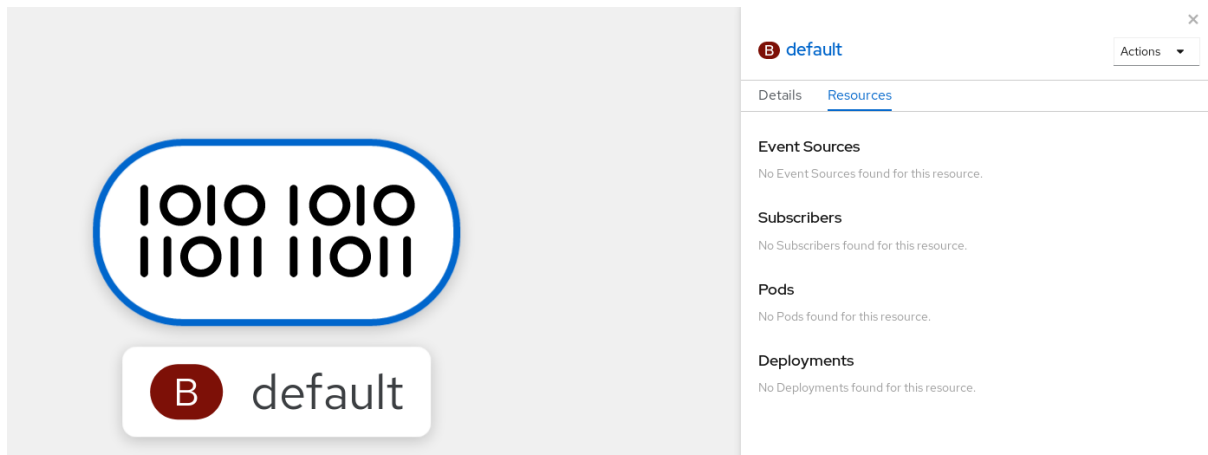 1010 1010
11011 11011
B default
×
B default
Actions
Details Resources
Event Sources
No Event Sources found for this resource.
Subscribers
No Subscribers found for this resource.
Pods
No Pods found for this resource.
Deployments
No Deployments found for this resource.